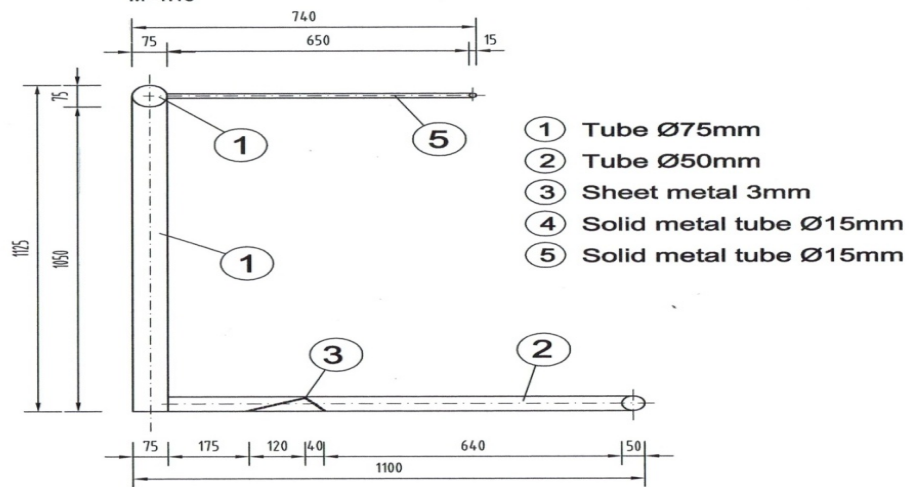 740
75 650 15
75
1
5
1 Tube Ø75mm
2 Tube Ø50mm
3 Sheet metal 3mm
4 Solid metal tube Ø15mm
5 Solid metal tube Ø15mm
1125
1050
1
3
2
75 175 120 40 640 50
1100